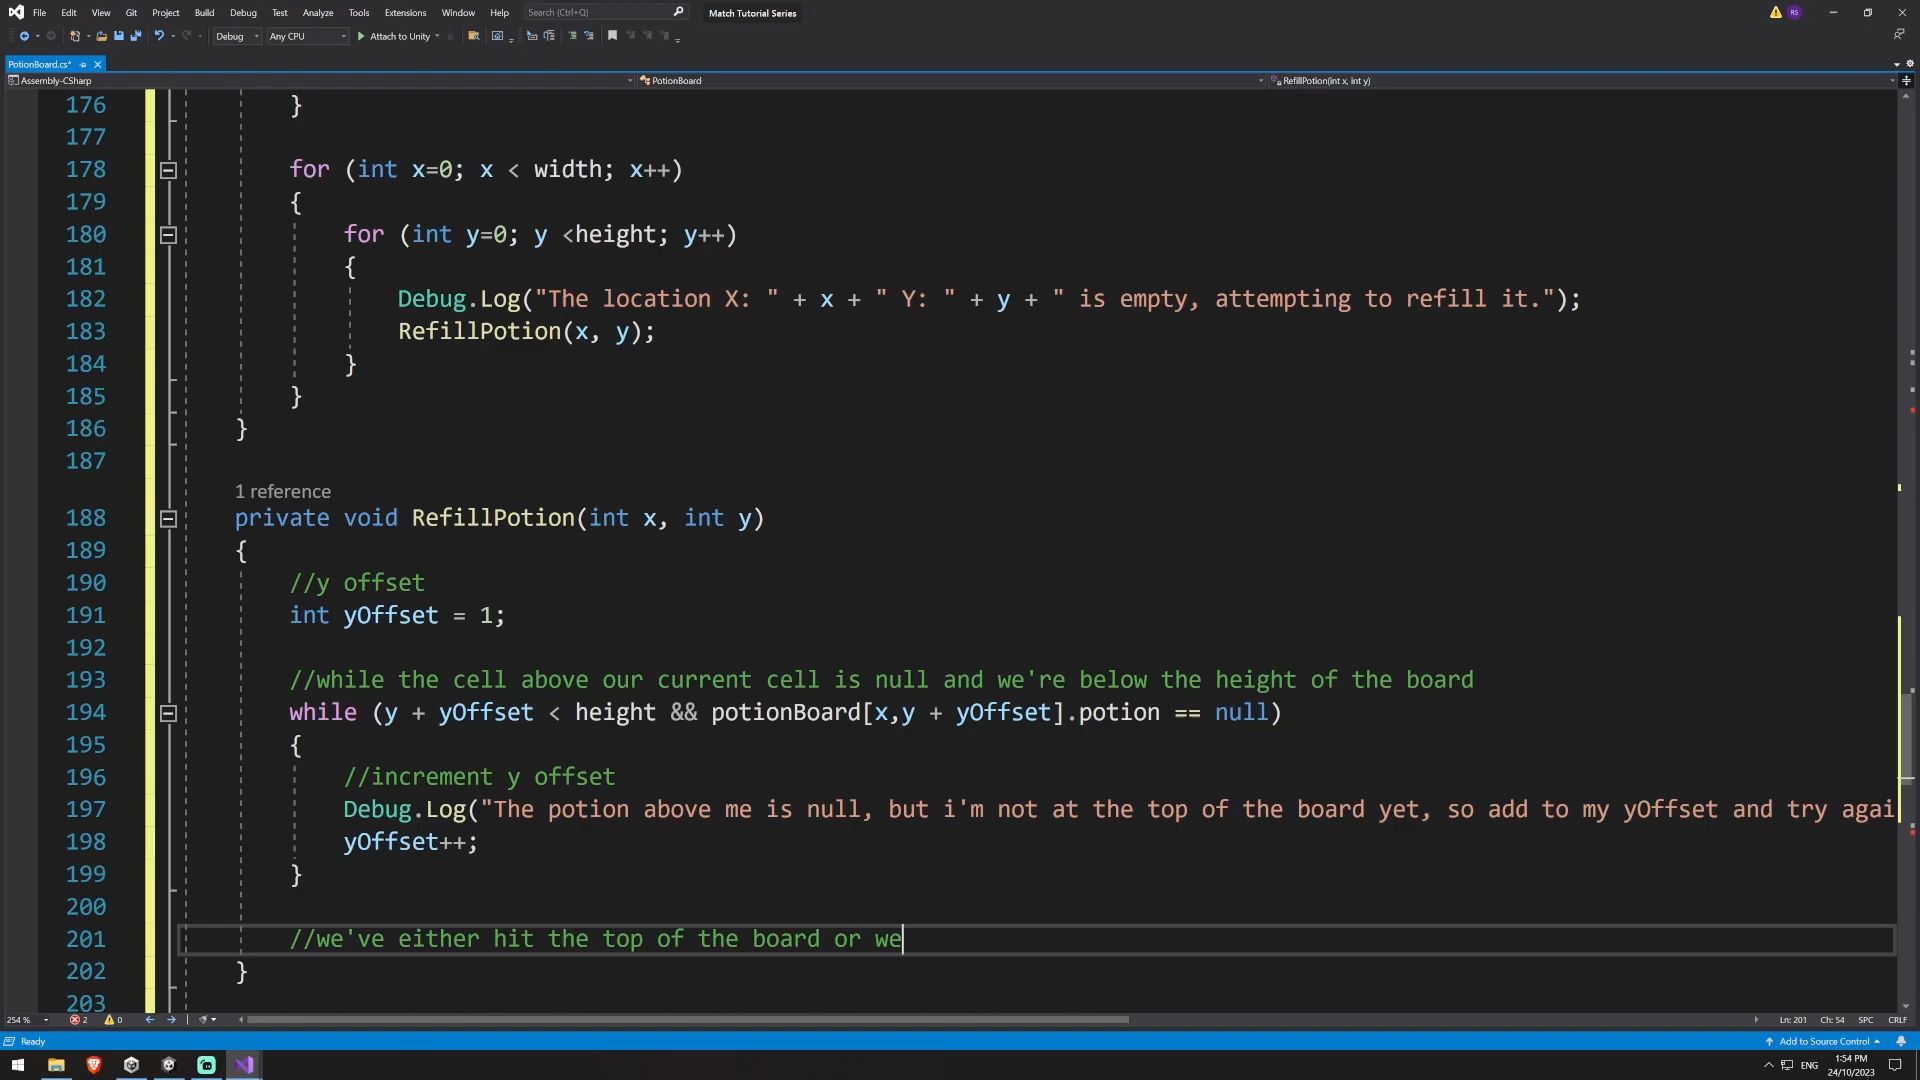 File Edit View Git Project Build Debug Test Analyze Tools Extensions Window Help Search (Ctrl+Q) Match Tutorial Series RS
Debug Any CPU Attach to Unity
PotionBoard.cs*
Assembly-CSharp PotionBoard RefillPotion(int x, int y)
176 }
177
178 for (int x=0; x < width; x++)
179 {
180 for (int y=0; y <height; y++)
181 {
182 Debug.Log("The location X: " + x + " Y: " + y + " is empty, attempting to refill it.");
183 RefillPotion(x, y);
184 }
185 }
186 }
187
1 reference
188 private void RefillPotion(int x, int y)
189 {
190 //y offset
191 int yOffset = 1;
192
193 //while the cell above our current cell is null and we're below the height of the board
194 while (y + yOffset < height && potionBoard[x,y + yOffset].potion == null)
195 {
196 //increment y offset
197 Debug.Log("The potion above me is null, but i'm not at the top of the board yet, so add to my yOffset and try agai
198 yOffset++;
199 }
200
201 //we've either hit the top of the board or we
202 }
203
254 % 2 0 Ln: 201 Ch: 54 SPC CRLF
Ready Add to Source Control
ENG 1:54 PM
24/10/2023